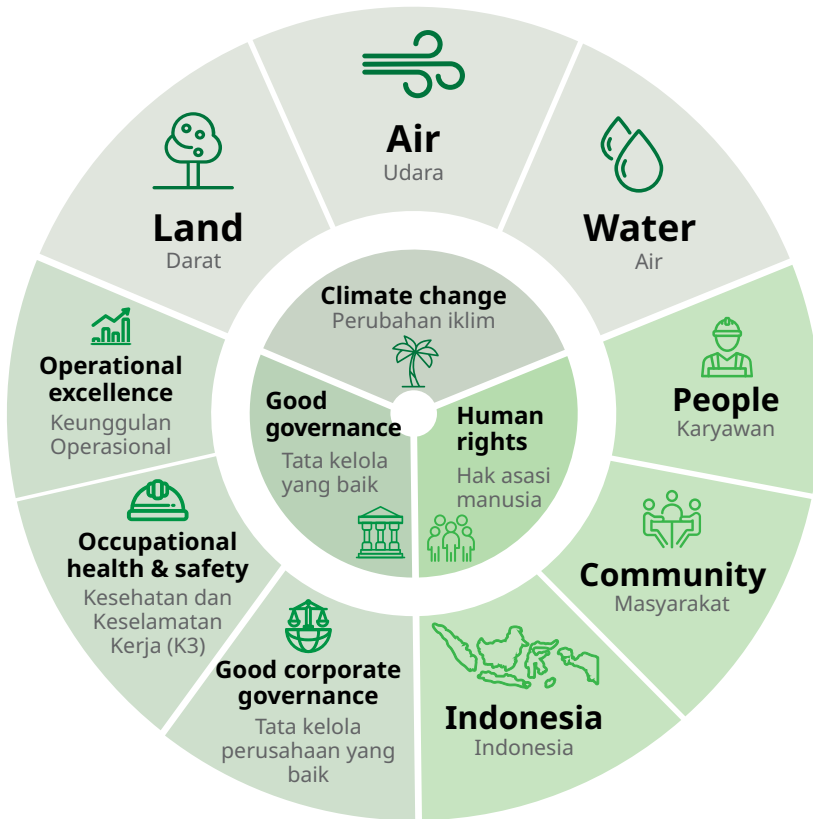 Air
Udara
Water
Air
People
Karyawan
Community
Masyarakat
Indonesia
Indonesia
Good corporate
governance
Tata kelola
perusahaan yang
baik
Occupational
health & safety
Kesehatan dan
Keselamatan
Kerja (K3)
Operational
excellence
Keunggulan
Operasional
Land
Darat
Climate change
Perubahan iklim
Human
rights
Hak asasi
manusia
Good
governance
Tata kelola
yang baik